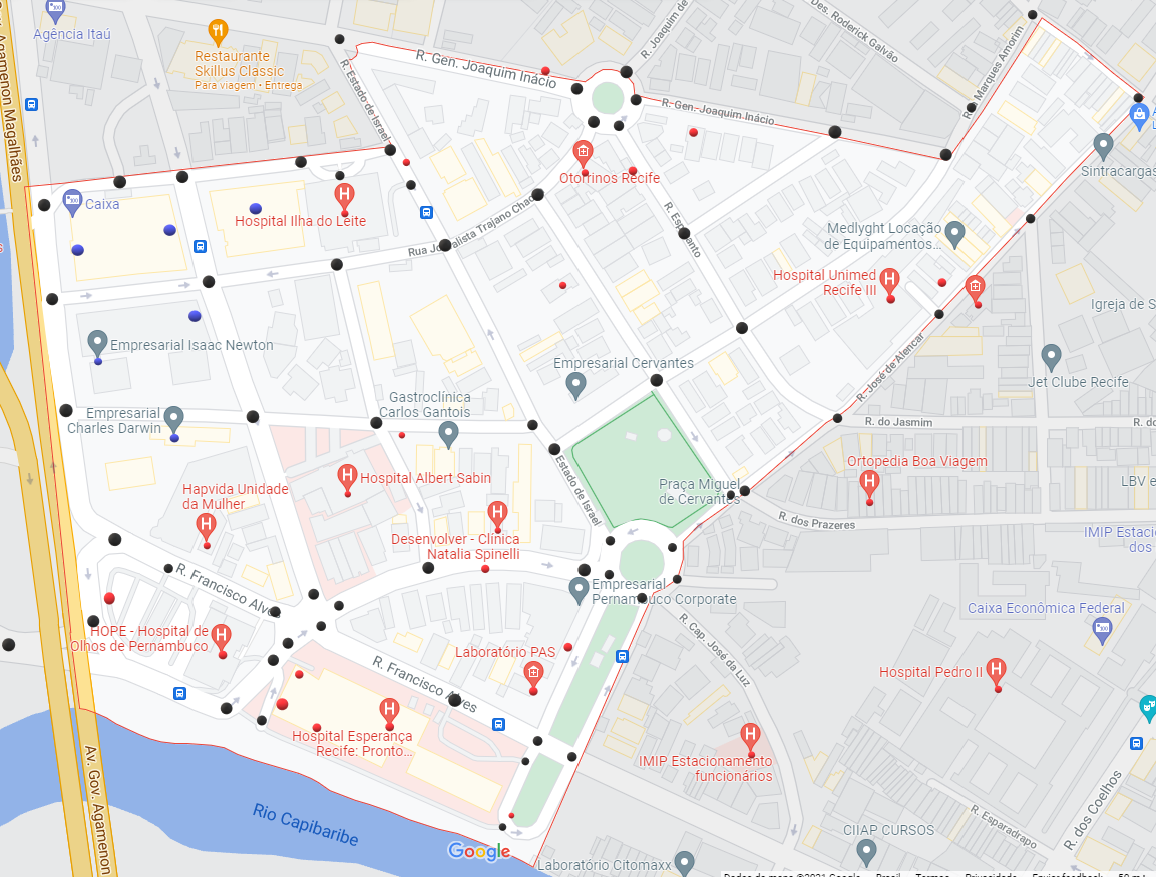 Agência Itaú
Restaurante
Skillus Classic
Para viagem • Entrega
R. Gen. Joaquim Inácio
R. Joaquim de
Des. Roderick Galvão
R. Marques Amorim
Av. Gov. Agamenon Magalhães
R. Estado de Israel
R. Gen. Joaquim Inácio
Sintracargas
Otorrinos Recife
Caixa
Hospital Ilha do Leite
Rua Jornalista Trajano Chacon
R. Esperanto
Medlyght Locação
de Equipamentos...
Hospital Unimed
Recife III
Igreja de S
Empresarial Isaac Newton
Empresarial Cervantes
R. José de Alencar
Jet Clube Recife
Gastroclínica
Carlos Gantois
Empresarial
Charles Darwin
R. do Jasmim
R. do
Estado de Israel
Ortopedia Boa Viagem
Hospital Albert Sabin
Praça Miguel
de Cervantes
LBV e
Hapvida Unidade
da Mulher
R. dos Prazeres
Desenvolver - Clínica
Natalia Spinelli
IMIP Estaci
dos
R. Francisco Alves
Empresarial
Pernambuco Corporate
Caixa Econômica Federal
HOPE - Hospital de
Olhos de Pernambuco
R. Cap. José da Luz
Laboratório PAS
R. Francisco Alves
Hospital Pedro II
Hospital Esperança
Recife: Pronto...
IMIP Estacionamento
funcionários
Av. Gov. Agamenon
Rio Capibaribe
R. dos Coelhos
R. Esparadrapo
CIIAP CURSOS
Google
Laboratório Citomaxx
Dados do mapa ©2021 Google
Brasil
Termos
Privacidade
Enviar feedback
50 m